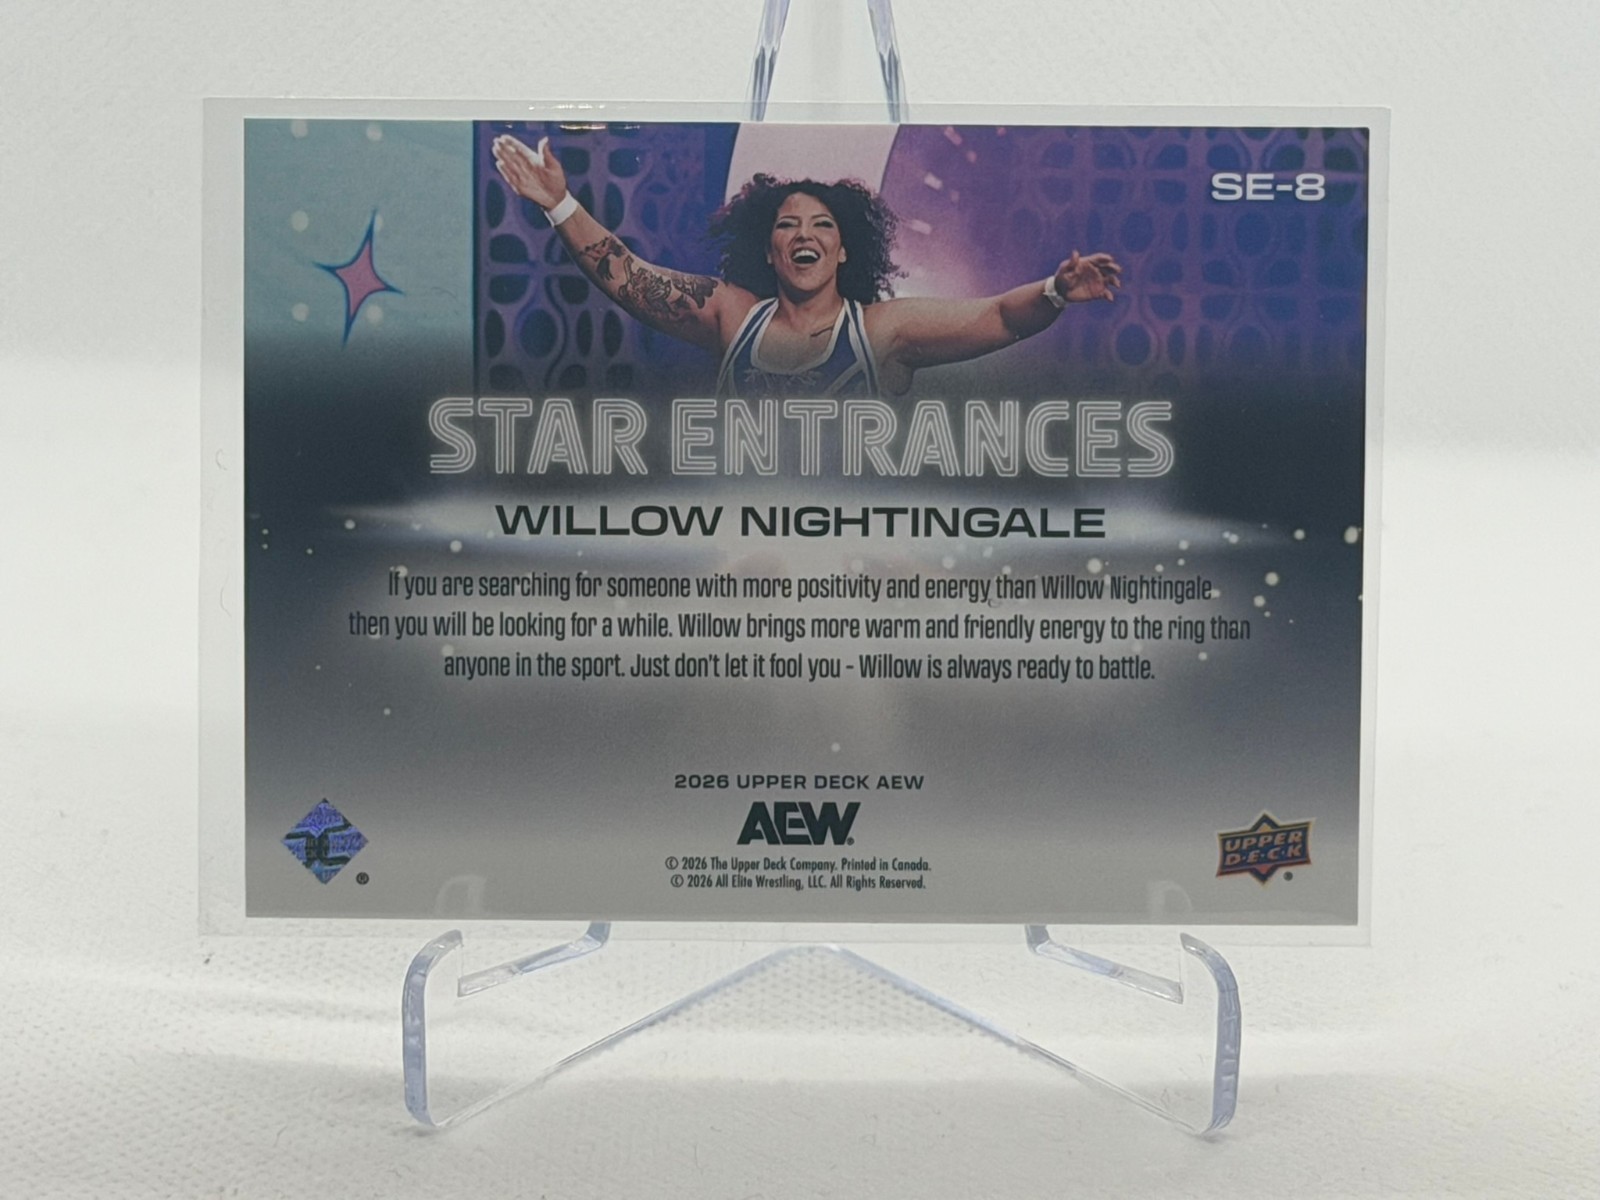 SE-8
STAR ENTRANCES
WILLOW NIGHTINGALE
If you are searching for someone with more positivity and energy than Willow Nightingale,
then you will be looking for a while. Willow brings more warm and friendly energy to the ring than
anyone in the sport. Just don't let it fool you - Willow is always ready to battle.
2026 UPPER DECK AEW
AEW
© 2026 The Upper Deck Company. Printed in Canada.
© 2026 All Elite Wrestling, LLC. All Rights Reserved.
®
UPPER
D·E·C·K
®